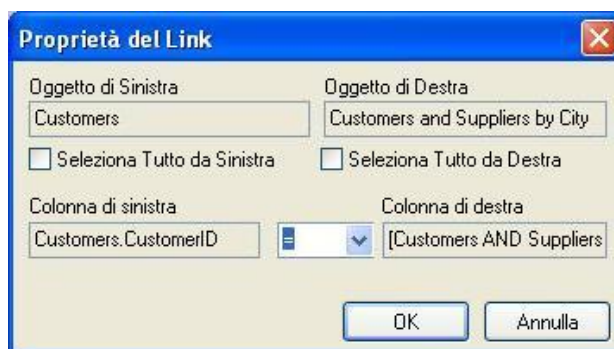 Proprietà del Link
Oggetto di Sinistra Oggetto di Destra
Customers Customers and Suppliers by City
Seleziona Tutto da Sinistra Seleziona Tutto da Destra
Colonna di sinistra Colonna di destra
Customers.CustomerID = [Customers AND Suppliers
OK Annulla